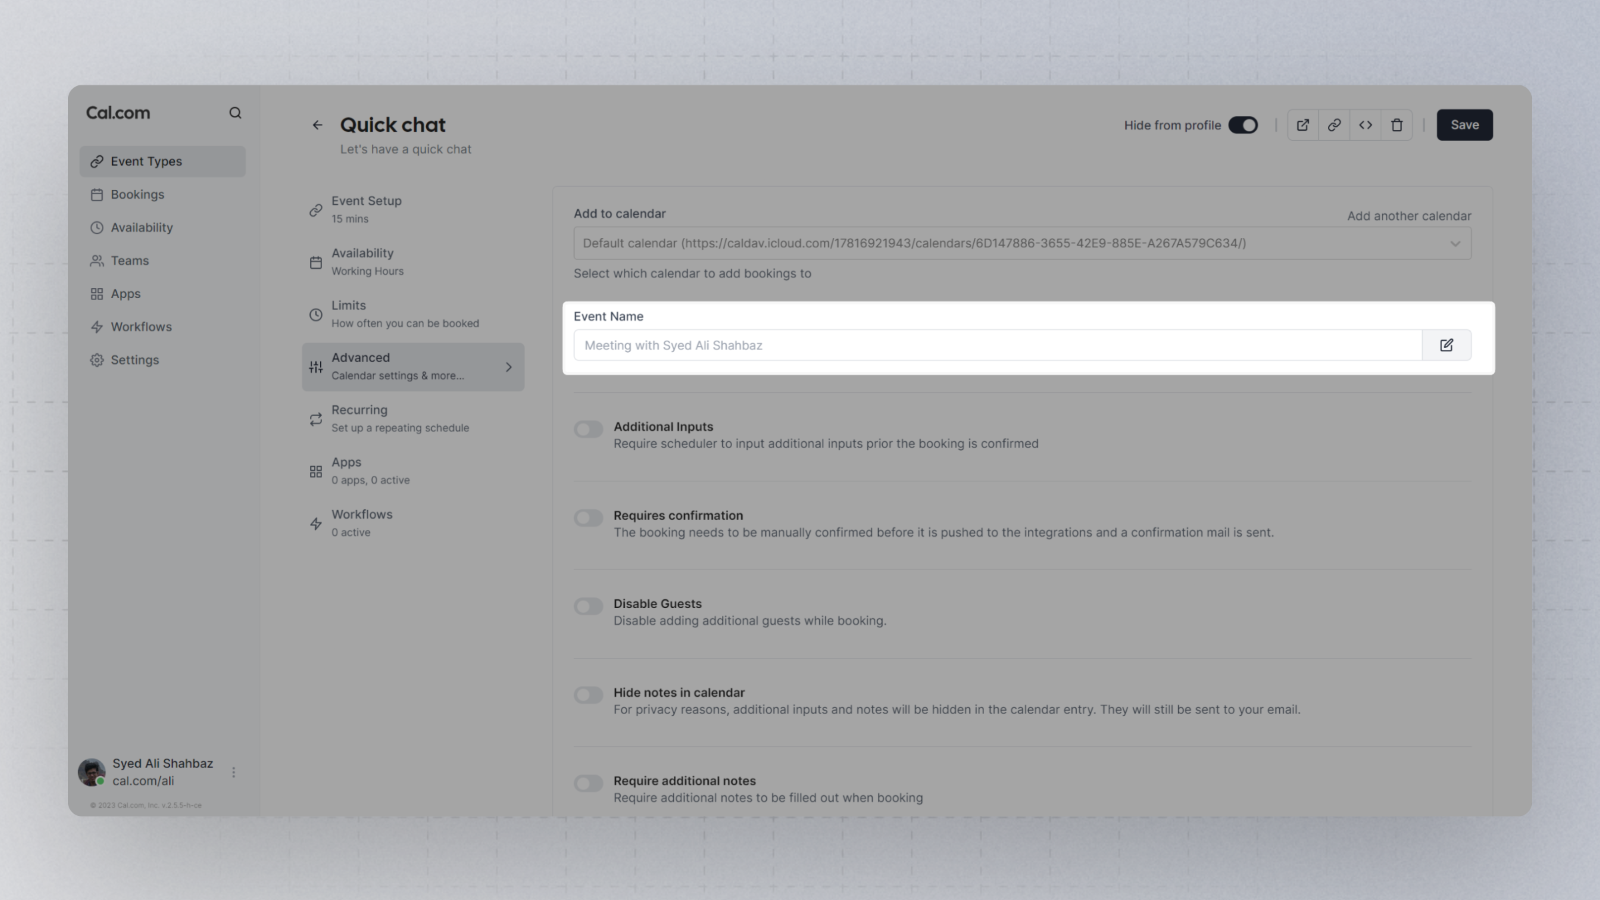 Cal.com
Event Types
Bookings
Availability
Teams
Apps
Workflows
Settings
Syed Ali Shahbaz
cal.com/ali
© 2023 Cal.com, Inc. v.2.5.5-h-ce
Quick chat
Let's have a quick chat
Hide from profile
Save
Event Setup
15 mins
Availability
Working Hours
Limits
How often you can be booked
Advanced
Calendar settings & more...
Recurring
Set up a repeating schedule
Apps
0 apps, 0 active
Workflows
0 active
Add to calendar
Add another calendar
Default calendar (https://caldav.icloud.com/17816921943/calendars/6D147886-3655-42E9-885E-A267A579C634/)
Select which calendar to add bookings to
Event Name
Meeting with Syed Ali Shahbaz
Additional Inputs
Require scheduler to input additional inputs prior the booking is confirmed
Requires confirmation
The booking needs to be manually confirmed before it is pushed to the integrations and a confirmation mail is sent.
Disable Guests
Disable adding additional guests while booking.
Hide notes in calendar
For privacy reasons, additional inputs and notes will be hidden in the calendar entry. They will still be sent to your email.
Require additional notes
Require additional notes to be filled out when booking